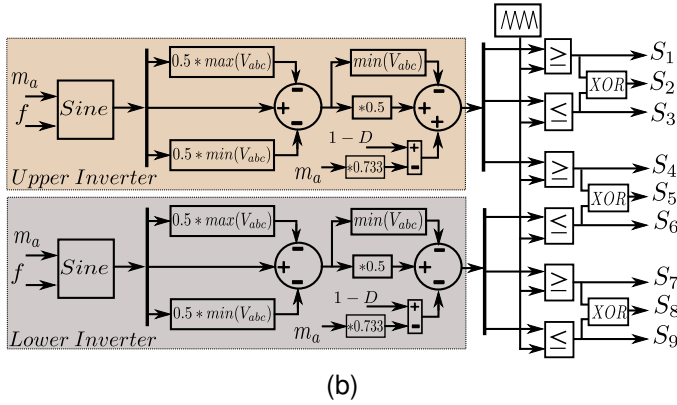 m_a
f
Sine
0.5 * max(V_abc)
0.5 * min(V_abc)
min(V_abc)
*0.5
1 − D
m_a
*0.733
Upper Inverter
m_a
f
Sine
0.5 * max(V_abc)
0.5 * min(V_abc)
min(V_abc)
*0.5
1 − D
m_a
*0.733
Lower Inverter
≥
≤
XOR
S_1
S_2
S_3
≥
≤
XOR
S_4
S_5
S_6
≥
≤
XOR
S_7
S_8
S_9
(b)